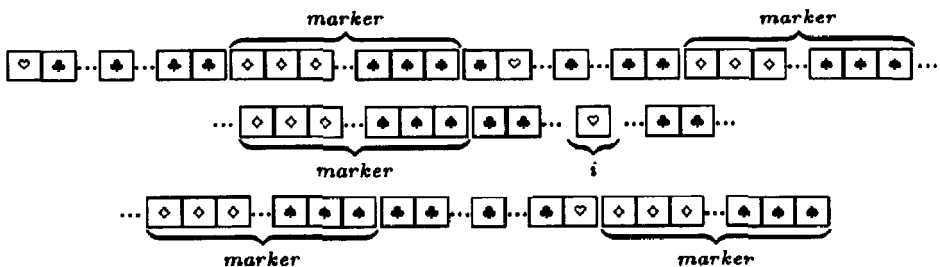 marker marker
♡ ♣ ... ♣ ... ♣ ♣ ♢ ♢ ♢ ... ♠ ♠ ♠ ♣ ♡ ... ♣ ... ♣ ♣ ♢ ♢ ♢ ... ♠ ♠ ♠ ...
... ♢ ♢ ♢ ... ♠ ♠ ♠ ♣ ♣ ... ♡ ... ♣ ♣ ...
marker i
... ♢ ♢ ♢ ... ♠ ♠ ♠ ♣ ♣ ... ♣ ... ♣ ♡ ♢ ♢ ♢ ... ♠ ♠ ♠
marker marker